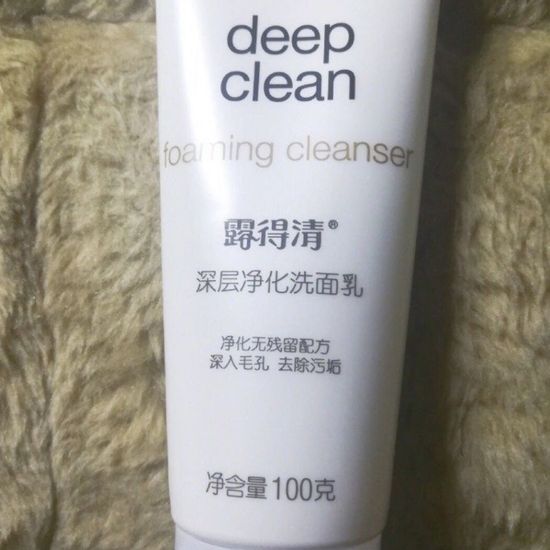 deep
clean
foaming cleanser
露得清®
深层净化洗面乳
净化无残留配方
深入毛孔 去除污垢
净含量100克